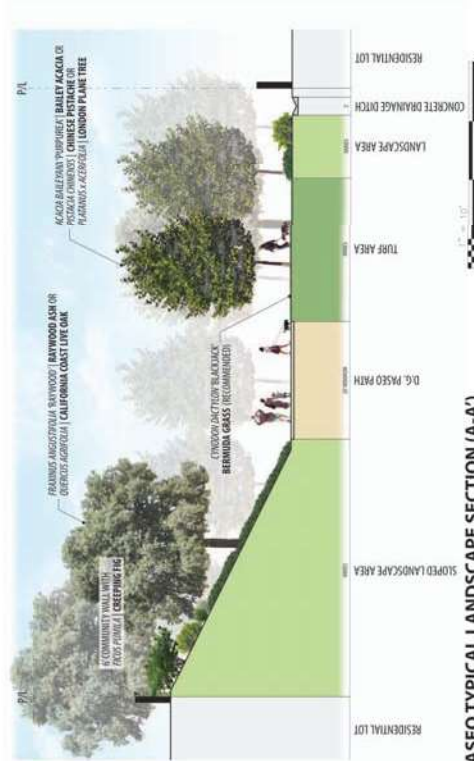 P/L
FRAXINUS ANGUSTIFOLIA 'RAYWOOD' | RAYWOOD ASH OR
QUERCUS AGRIFOLIA | CALIFORNIA COAST LIVE OAK
ACACIA BAILEYANA 'PURPUREA' | BAILEY ACACIA OR
PISTACIA CHINENSIS | CHINESE PISTACHE OR
PLATANUS x ACERFOLIA | LONDON PLANE TREE
P/L
6' COMMUNITY WALL WITH
FICUS PUMILA | CREEPING FIG
CYNODON DACTYLON 'BLACKJACK'
BERMUDA GRASS (RECOMMENDED)
RESIDENTIAL LOT
SLOPED LANDSCAPE AREA
D.G. PASEO PATH
TURF AREA
LANDSCAPE AREA
CONCRETE DRAINAGE DITCH
RESIDENTIAL LOT
ASEO TYPICAL LANDSCAPE SECTION (A-A')